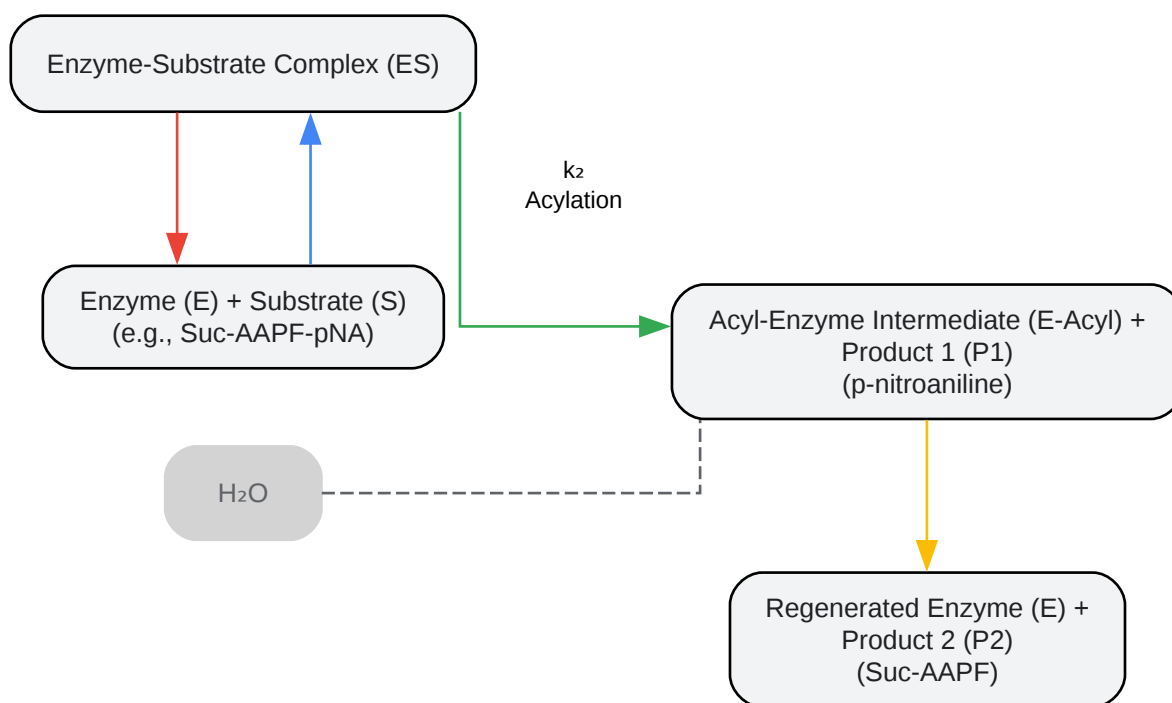 Enzyme-Substrate Complex (ES)
k₂
Acylation
Enzyme (E) + Substrate (S)
(e.g., Suc-AAPF-pNA)
Acyl-Enzyme Intermediate (E-Acyl) +
Product 1 (P1)
(p-nitroaniline)
H₂O
Regenerated Enzyme (E) +
Product 2 (P2)
(Suc-AAPF)